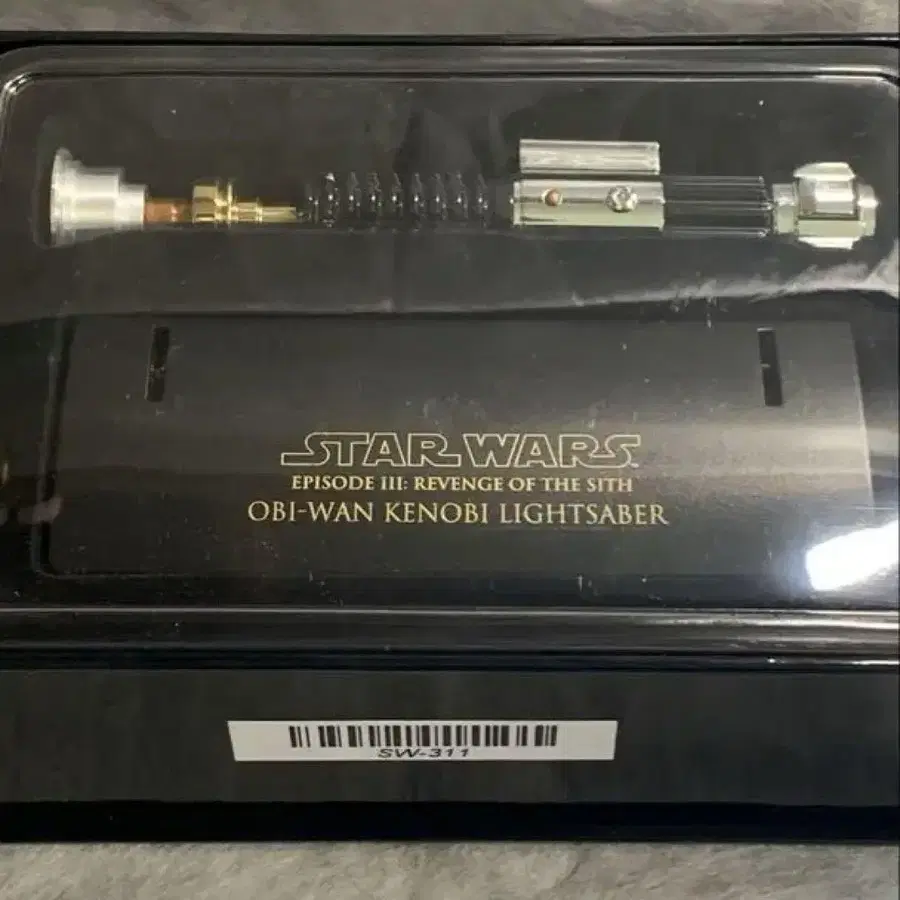 STAR WARS
EPISODE III: REVENGE OF THE SITH
OBI-WAN KENOBI LIGHTSABER
SW-311